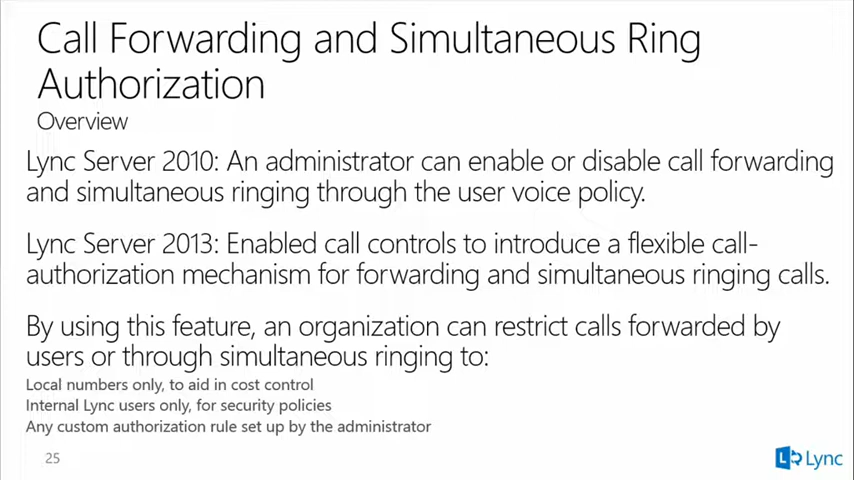 Call Forwarding and Simultaneous Ring
Authorization
Overview
Lync Server 2010: An administrator can enable or disable call forwarding
and simultaneous ringing through the user voice policy.
Lync Server 2013: Enabled call controls to introduce a flexible call-
authorization mechanism for forwarding and simultaneous ringing calls.
By using this feature, an organization can restrict calls forwarded by
users or through simultaneous ringing to:
Local numbers only, to aid in cost control
Internal Lync users only, for security policies
Any custom authorization rule set up by the administrator
25
Lync